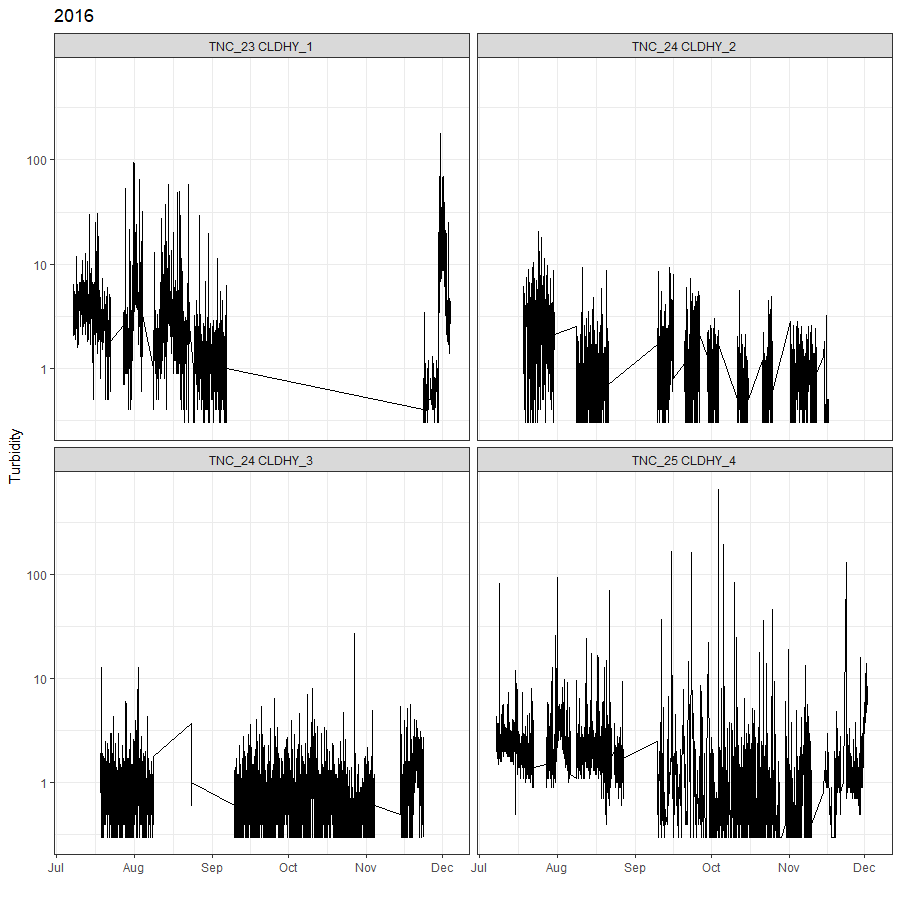 2016
TNC_23 CLDHY_1
TNC_24 CLDHY_2
100
10
1
Turbidity
TNC_24 CLDHY_3
TNC_25 CLDHY_4
100
10
1
Jul Aug Sep Oct Nov Dec Jul Aug Sep Oct Nov Dec